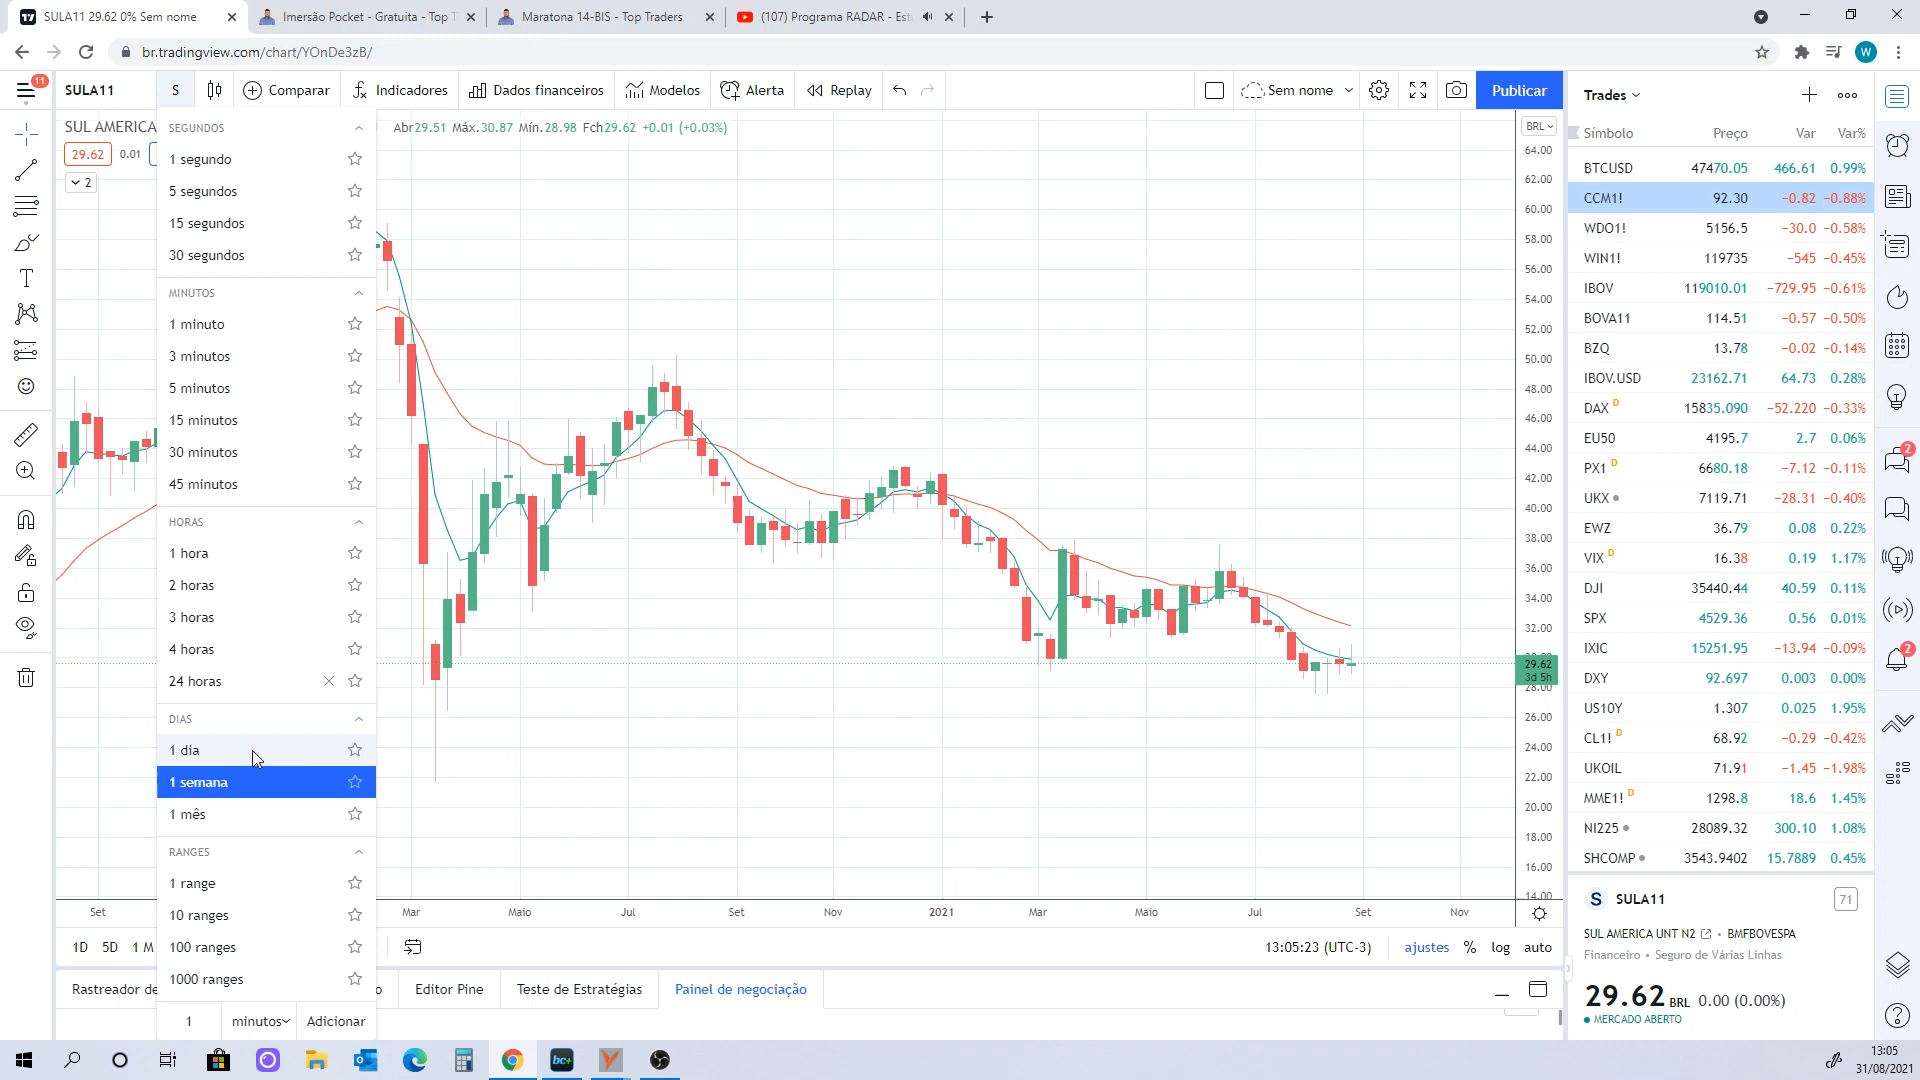 SULA11 29.62 0% Sem nome
Imersão Pocket - Gratuita - Top T
Maratona 14-BIS - Top Traders
(107) Programa RADAR - Est
br.tradingview.com/chart/YOnDe3zB/
W
11
SULA11
S
Comparar
Indicadores
Dados financeiros
Modelos
Alerta
Replay
Sem nome
Publicar
SUL AMERICA
Abr29.51 Máx.30.87 Mín.28.98 Fch29.62 +0.01 (+0.03%)
29.62
0.01
2
SEGUNDOS
1 segundo
5 segundos
15 segundos
30 segundos
MINUTOS
1 minuto
3 minutos
5 minutos
15 minutos
30 minutos
45 minutos
HORAS
1 hora
2 horas
3 horas
4 horas
24 horas
DIAS
1 dia
1 semana
1 mês
RANGES
1 range
10 ranges
100 ranges
1000 ranges
1
minutos
Adicionar
BRL
64.00
62.00
60.00
58.00
56.00
54.00
52.00
50.00
48.00
46.00
44.00
42.00
40.00
38.00
36.00
34.00
32.00
29.62
3d 5h
28.00
26.00
24.00
22.00
20.00
18.00
16.00
14.00
Set
Mar
Maio
Jul
Set
Nov
2021
Mar
Maio
Jul
Set
Nov
1D 5D 1 M
13:05:23 (UTC-3)
ajustes
%
log
auto
Rastreador de
o
Editor Pine
Teste de Estratégias
Painel de negociação
Trades
Símbolo Preço Var Var%
BTCUSD 47470.05 466.61 0.99%
CCM1! 92.30 −0.82 −0.88%
WDO1! 5156.5 −30.0 −0.58%
WIN1! 119735 −545 −0.45%
IBOV 119010.01 −729.95 −0.61%
BOVA11 114.51 −0.57 −0.50%
BZQ 13.78 −0.02 −0.14%
IBOV.USD 23162.71 64.73 0.28%
DAX D 15835.090 −52.220 −0.33%
EU50 4195.7 2.7 0.06%
PX1 D 6680.18 −7.12 −0.11%
UKX 7119.71 −28.31 −0.40%
EWZ 36.79 0.08 0.22%
VIX D 16.38 0.19 1.17%
DJI 35440.44 40.59 0.11%
SPX 4529.36 0.56 0.01%
IXIC 15251.95 −13.94 −0.09%
DXY 92.697 0.003 0.00%
US10Y 1.307 0.025 1.95%
CL1! D 68.92 −0.29 −0.42%
UKOIL 71.91 −1.45 −1.98%
MME1! D 1298.8 18.6 1.45%
NI225 28089.32 300.10 1.08%
SHCOMP 3543.9402 15.7889 0.45%
S SULA11
71
SUL AMERICA UNT N2 • BMFBOVESPA
Financeiro • Seguro de Várias Linhas
29.62 BRL 0.00 (0.00%)
MERCADO ABERTO
2
2
bc+
13:05
31/08/2021